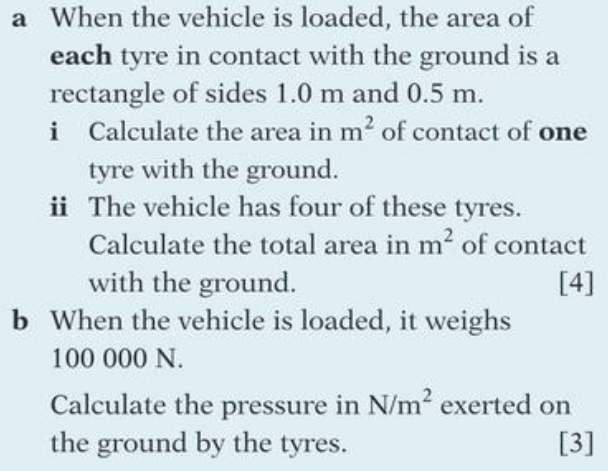 a When the vehicle is loaded, the area of
each tyre in contact with the ground is a
rectangle of sides 1.0 m and 0.5 m.
i Calculate the area in m² of contact of one
tyre with the ground.
ii The vehicle has four of these tyres.
Calculate the total area in m² of contact
with the ground. [4]
b When the vehicle is loaded, it weighs
100 000 N.
Calculate the pressure in N/m² exerted on
the ground by the tyres. [3]